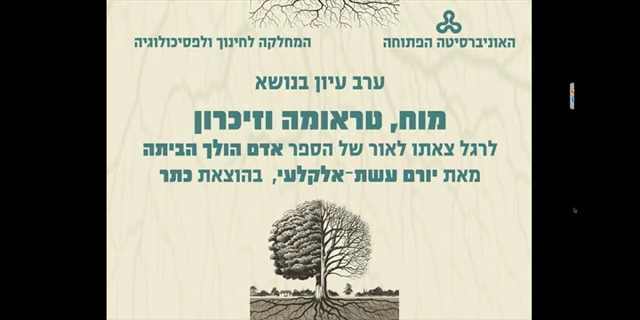 האוניברסיטה הפתוחה
המחלקה לחינוך ולפסיכולוגיה
ערב עיון בנושא
מוח, טראומה וזיכרון
לרגל צאתו לאור של הספר אדם הולך הביתה
מאת יורם עשת-אלקלעי, בהוצאת כתר